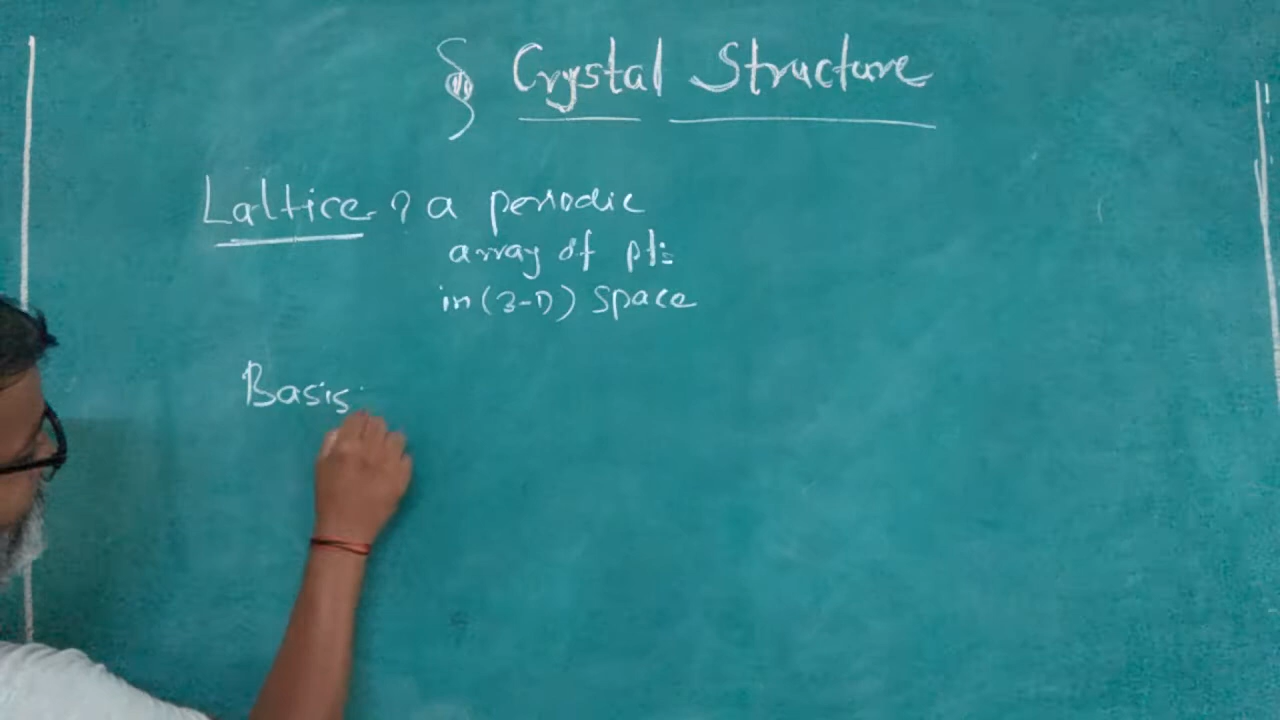 § Crystal Structure
Lattice ? a periodic
array of pts
in (3-D) space
Basis